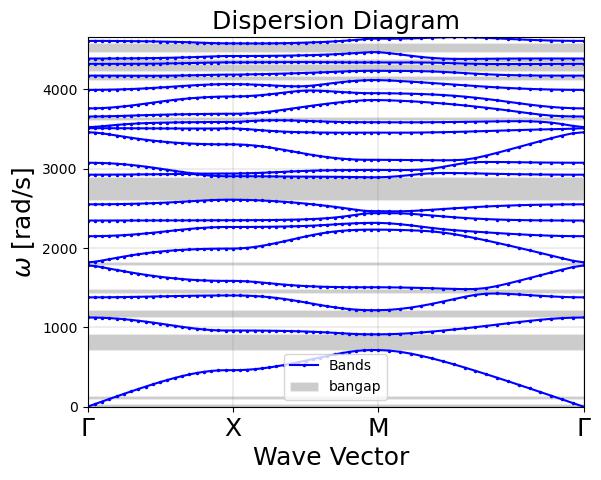 Dispersion Diagram
ω [rad/s]
4000
3000
2000
1000
0
Bands
bangap
Γ X M Γ
Wave Vector